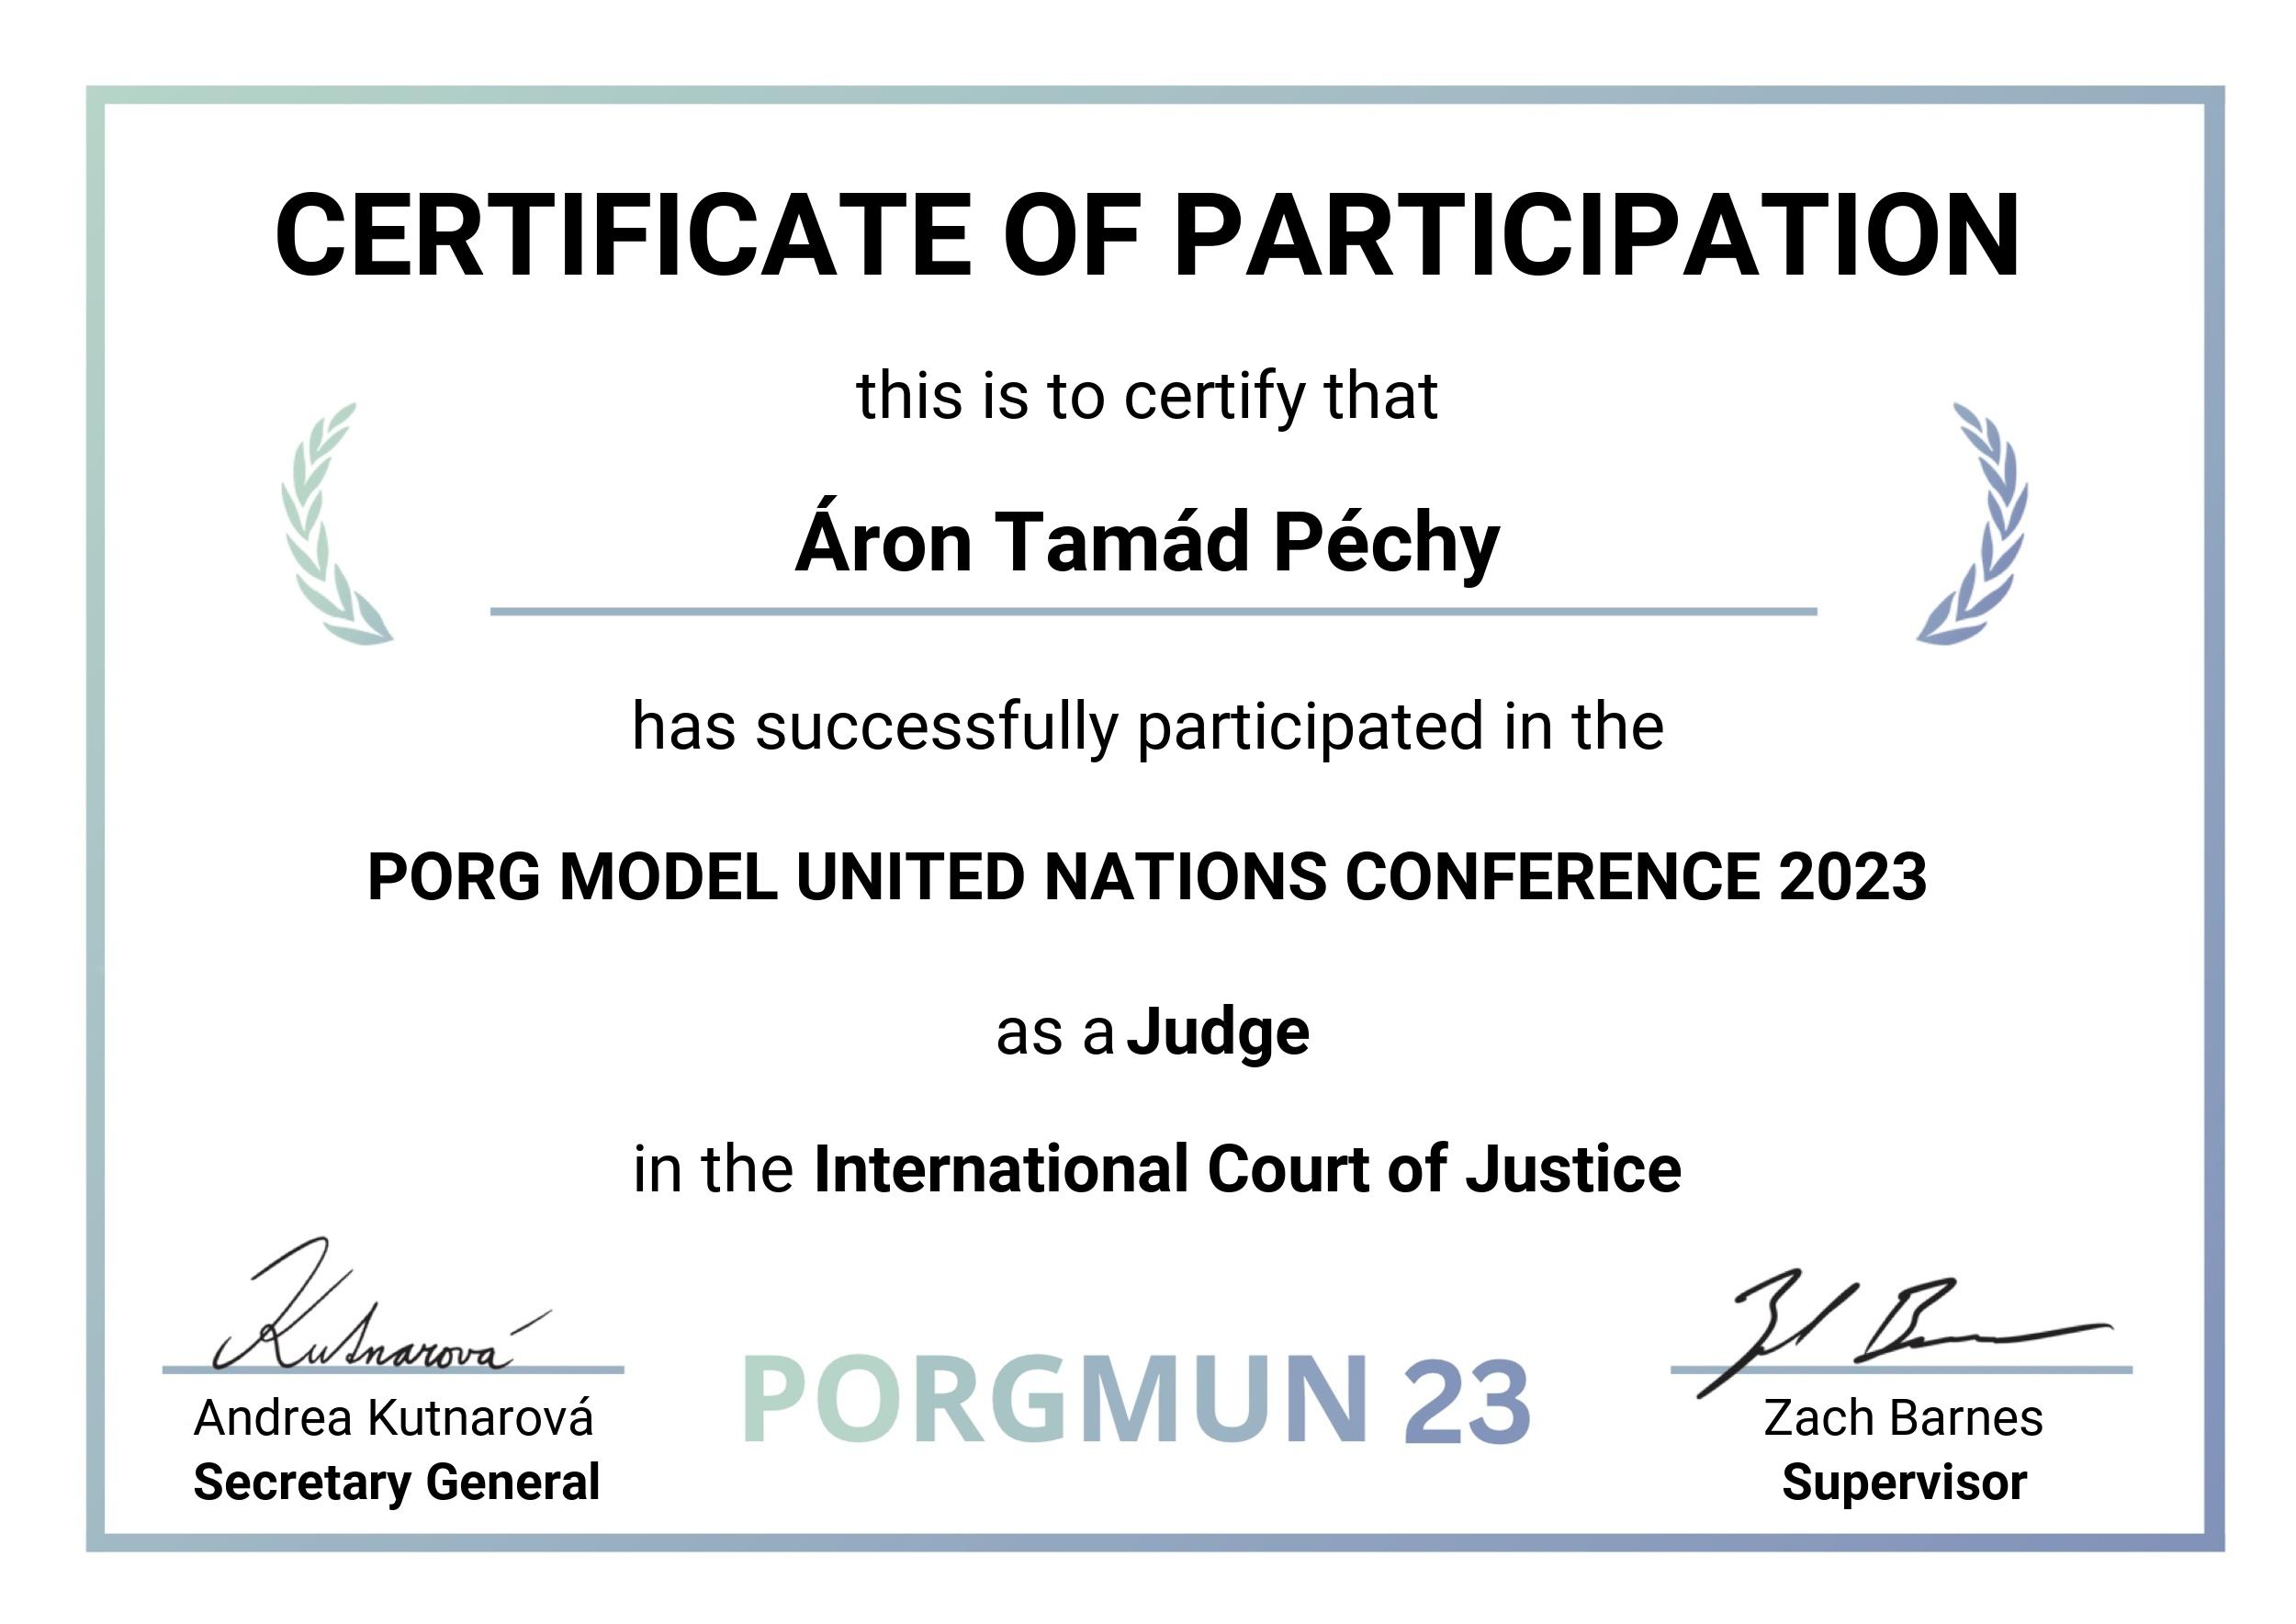 CERTIFICATE OF PARTICIPATION
this is to certify that
Áron Tamád Péchy
has successfully participated in the
PORG MODEL UNITED NATIONS CONFERENCE 2023
as a Judge
in the International Court of Justice
Kutnarová
Andrea Kutnarová
Secretary General
PORGMUN 23
Zach Barnes
Supervisor